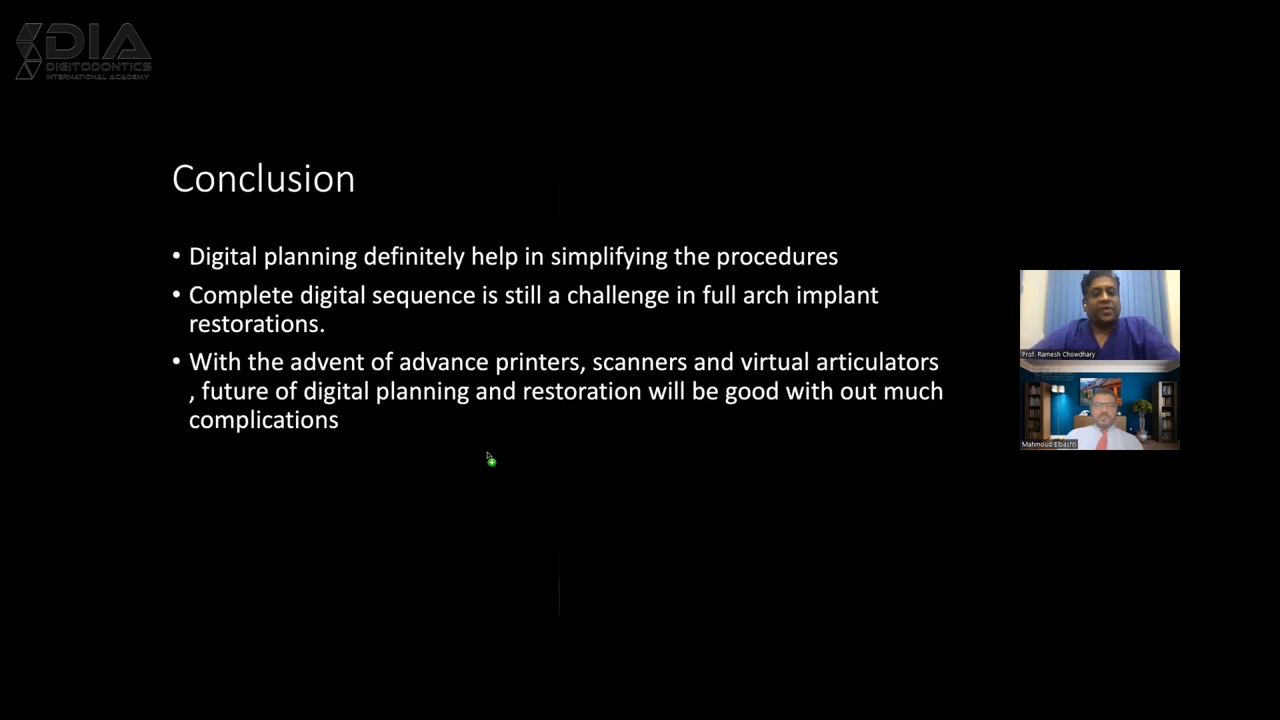 DIA
DIGITODONTICS
INTERNATIONAL ACADEMY
Conclusion
• Digital planning definitely help in simplifying the procedures
• Complete digital sequence is still a challenge in full arch implant
restorations.
• With the advent of advance printers, scanners and virtual articulators
, future of digital planning and restoration will be good with out much
complications
Prof. Ramesh Chowdhary
Mahmoud Elbashti